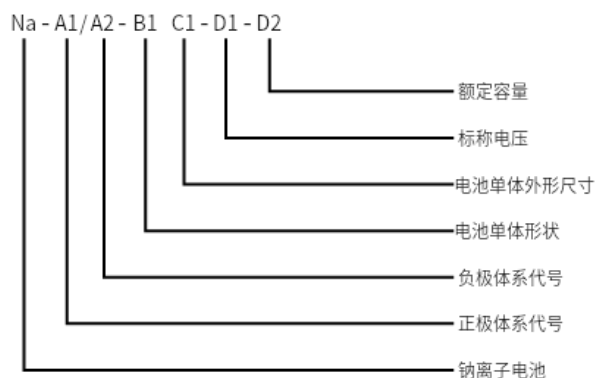 Na-A1/A2-B1 C1-D1-D2
额定容量
标称电压
电池单体外形尺寸
电池单体形状
负极体系代号
正极体系代号
钠离子电池